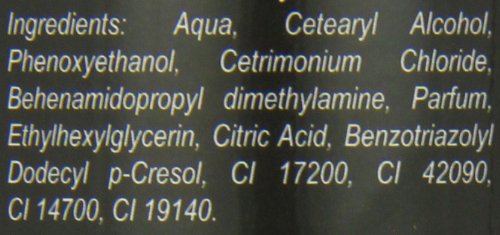 Ingredients: Aqua, Cetearyl Alcohol,
Phenoxyethanol, Cetrimonium Chloride,
Behenamidopropyl dimethylamine, Parfum,
Ethylhexylglycerin, Citric Acid, Benzotriazolyl
Dodecyl p-Cresol, CI 17200, CI 42090,
CI 14700, CI 19140.